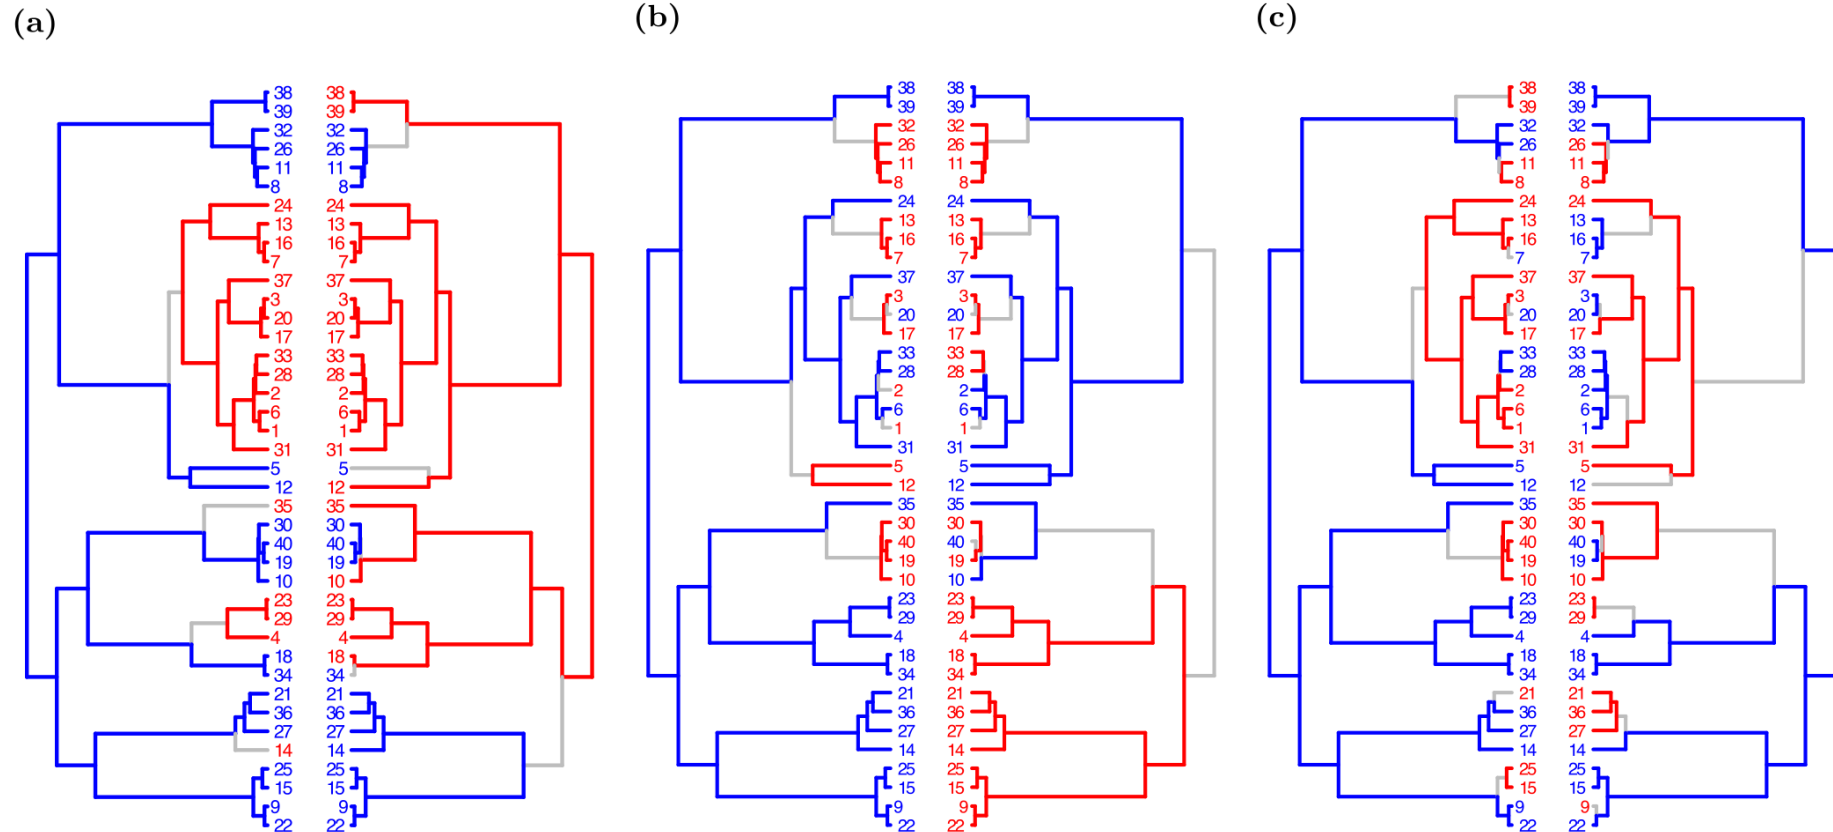 (a) (b) (c)
38 38 38 38 38 38
39 39 39 39 39 39
32 32 32 32 32 32
26 26 26 26 26 26
11 11 11 11 11 11
8 8 8 8 8 8
24 24 24 24 24 24
13 13 13 13 13 13
16 16 16 16 16 16
7 7 7 7 7 7
37 37 37 37 37 37
3 3 3 3 3 3
20 20 20 20 20 20
17 17 17 17 17 17
33 33 33 33 33 33
28 28 28 28 28 28
2 2 2 2 2 2
6 6 6 6 6 6
1 1 1 1 1 1
31 31 31 31 31 31
5 5 5 5 5 5
12 12 12 12 12 12
35 35 35 35 35 35
30 30 30 30 30 30
40 40 40 40 40 40
19 19 19 19 19 19
10 10 10 10 10 10
23 23 23 23 23 23
29 29 29 29 29 29
4 4 4 4 4 4
18 18 18 18 18 18
34 34 34 34 34 34
21 21 21 21 21 21
36 36 36 36 36 36
27 27 27 27 27 27
14 14 14 14 14 14
25 25 25 25 25 25
15 15 15 15 15 15
9 9 9 9 9 9
22 22 22 22 22 22